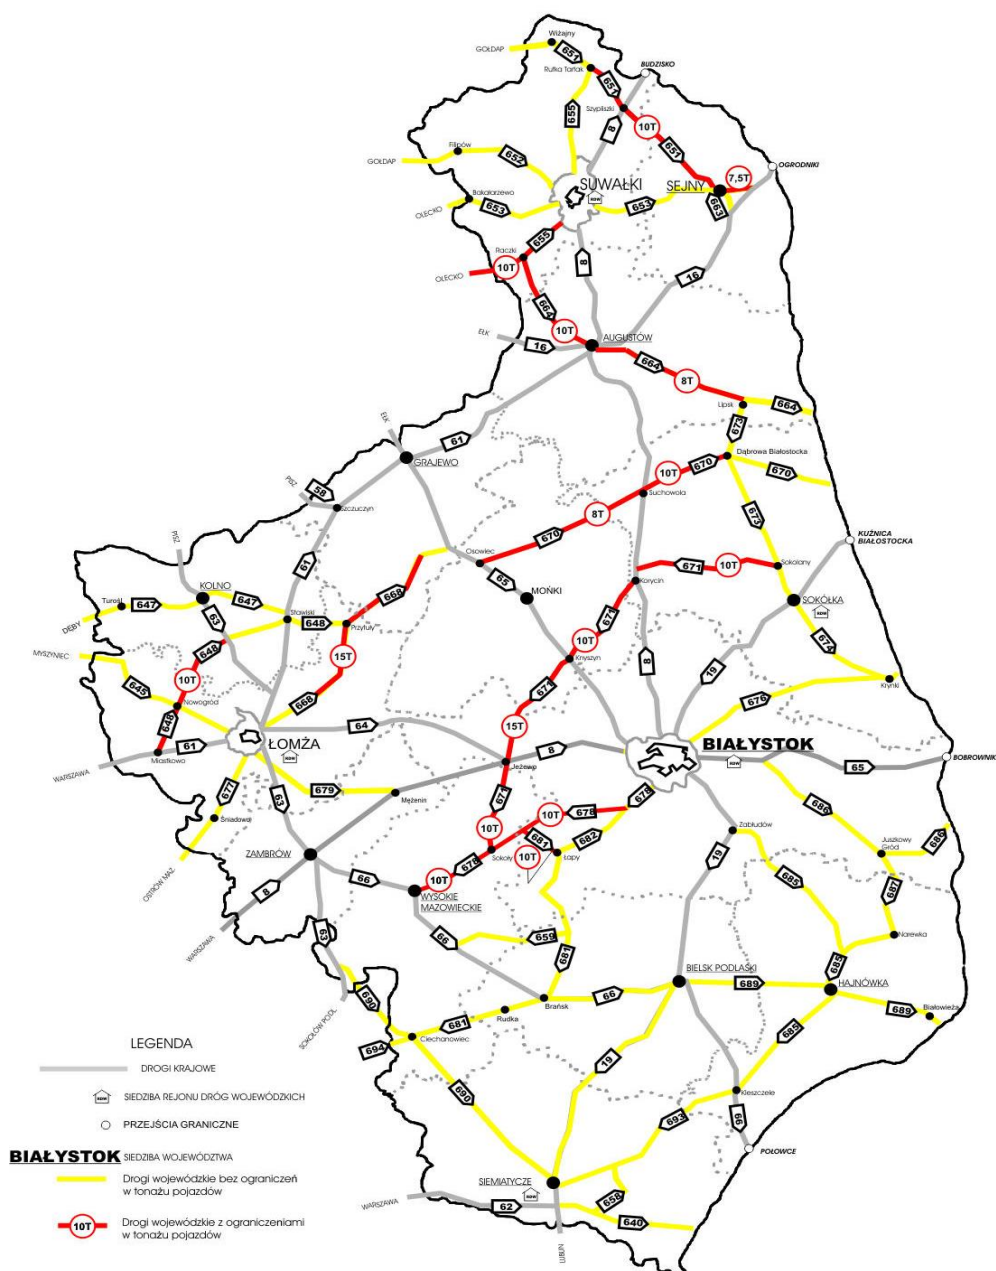 Wiżajny
GOŁDAP
651
Rutka Tartak
BUDZISKO
651
655
Szypliszki
8
10T
Filipów
GOŁDAP
652
651
OGRODNIKI
7,5T
SUWAŁKI
SEJNY
Bakałarzewo
653
653
663
OLECKO
655
Raczki
10T
8
16
OLECKO
664
10T
EŁK
16
AUGUSTÓW
664
8T
Lipsk
664
EŁK
61
673
GRAJEWO
Dąbrowa Białostocka
10T
670
670
PISZ
58
Suchowola
Szczuczyn
8T
673
670
KUŹNICA
BIAŁOSTOCKA
PISZ
61
Osowiec
10T
671
Sokolany
65
Korycin
KOLNO
MOŃKI
SOKÓŁKA
Turośl
647
647
668
DĘBY
63
Stawiski
648
Przytuły
671
10T
674
MYSZYNIEC
648
15T
Knyszyn
8
19
10T
645
668
671
676
Krynki
Nowogród
648
64
15T
61
ŁOMŻA
8
BIAŁYSTOK
Miastkowo
WARSZAWA
Jeżewo
65
BOBROWNIK
677
63
679
Mężenin
671
678
686
Śniadowo
10T
678
Zabłudów
10T
681
682
686
ZAMBRÓW
Sokoły
10T
Łapy
19
Juszkowy
Gród
OSTRÓW MAZ.
678
10T
66
685
687
8
WYSOKIE
MAZOWIECKIE
WARSZAWA
63
66
659
Narewka
681
685
BIELSK PODLASKI
HAJNÓWKA
690
66
689
Brańsk
Białowieża
689
Rudka
681
SOKOŁÓW PODL.
Ciechanowiec
694
685
LEGENDA
19
DROGI KRAJOWE
690
Kleszczele
SIEDZIBA REJONU DRÓG WOJEWÓDZKICH
693
66
PRZEJŚCIA GRANICZNE
POŁOWCE
BIAŁYSTOK SIEDZIBA WOJEWÓDZTWA
Drogi wojewódzkie bez ograniczeń
w tonażu pojazdów
SIEMIATYCZE
WARSZAWA
62
658
640
10T
Drogi wojewódzkie z ograniczeniami
w tonażu pojazdów
LUBLIN